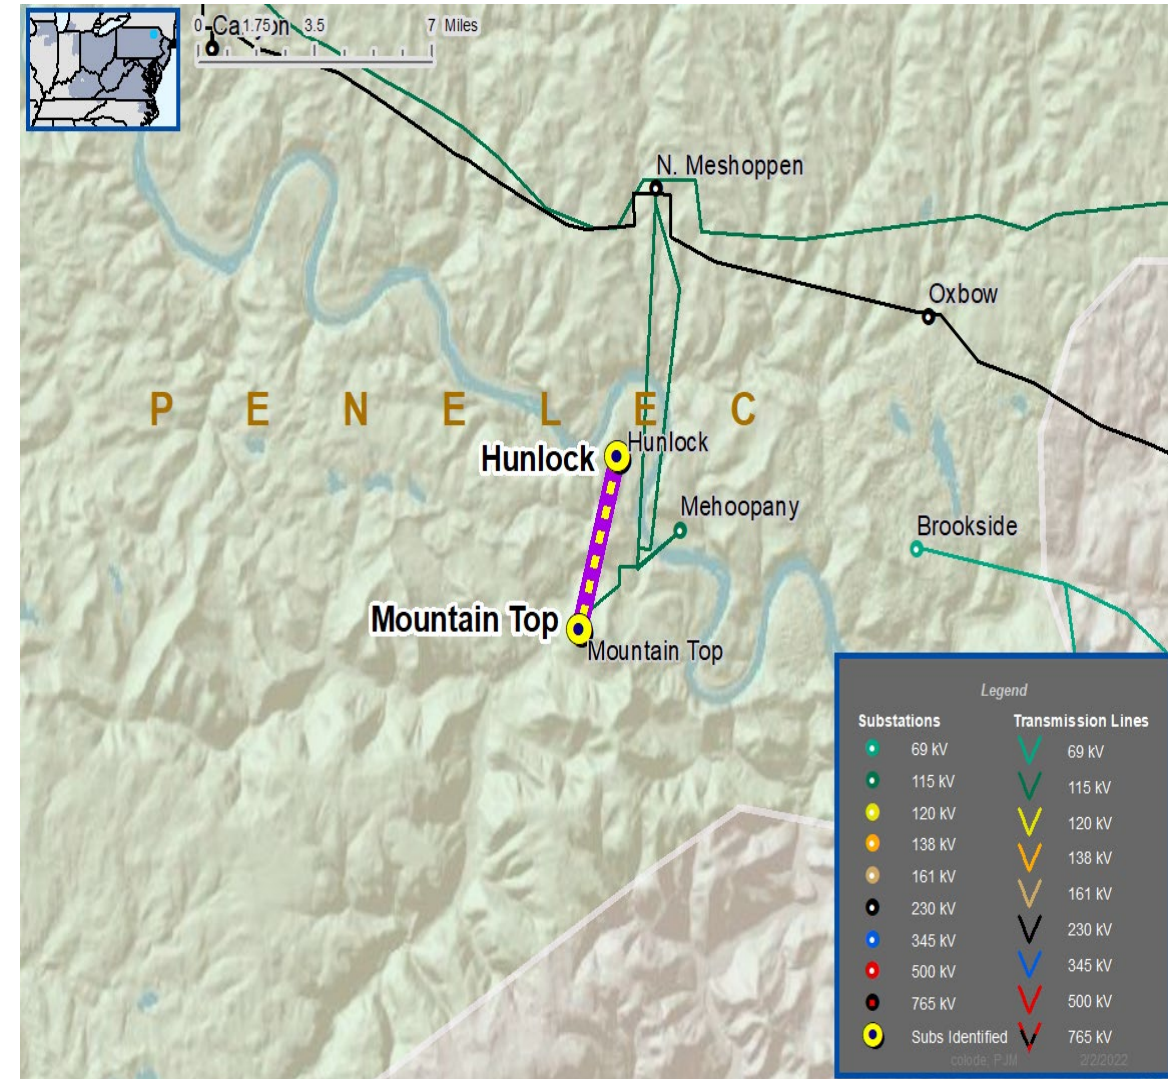 0 1.75 3.5 7 Miles
Canyon
N. Meshoppen
Oxbow
P E N E L E C
Hunlock
Hunlock
Mehoopany
Brookside
Mountain Top
Mountain Top
Legend
Substations Transmission Lines
69 kV 69 kV
115 kV 115 kV
120 kV 120 kV
138 kV 138 kV
161 kV 161 kV
230 kV 230 kV
345 kV 345 kV
500 kV 500 kV
765 kV
Subs Identified 765 kV
colode, PJM 2/2/2022